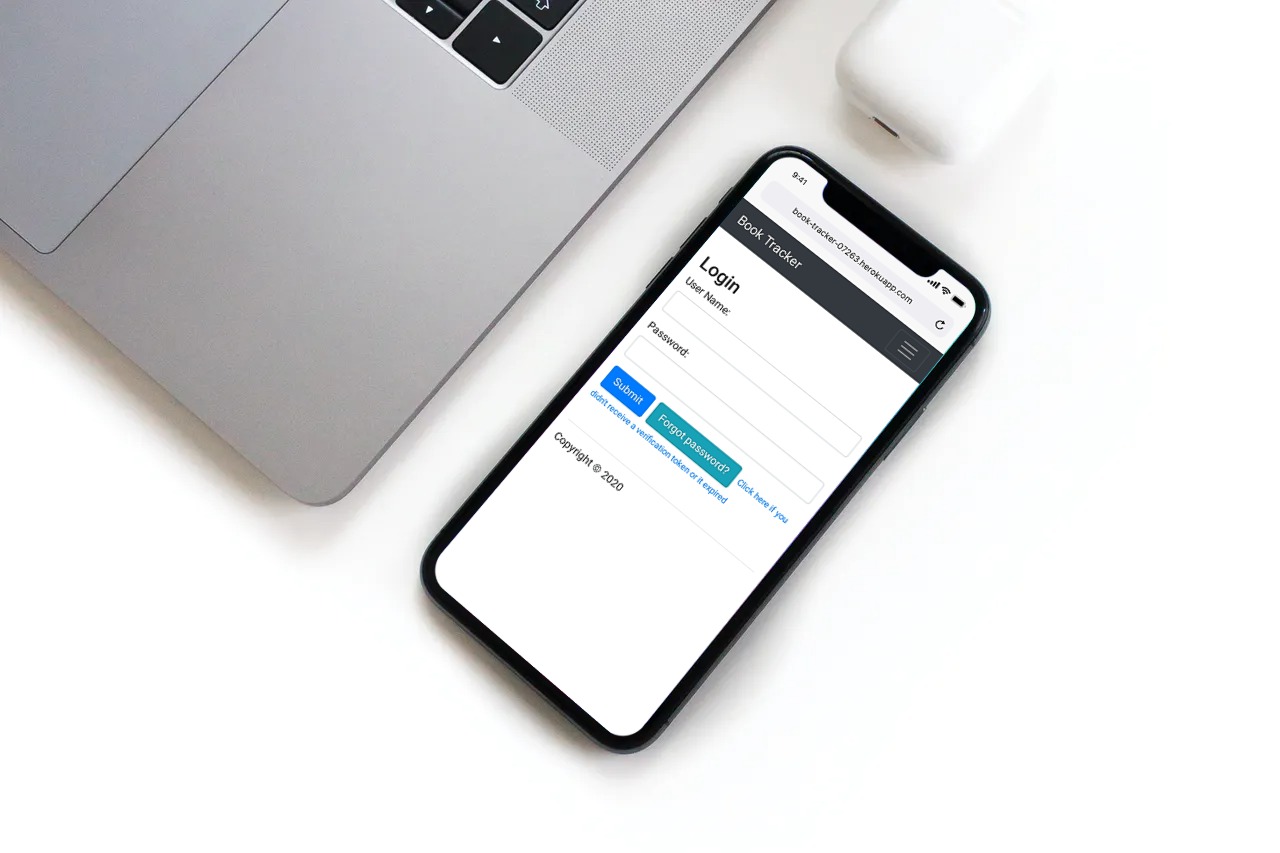 9:41
book-tracker-07263.herokuapp.com
Book Tracker
Login
User Name:
Password:
Submit
Forgot password?
Click here if you
didn't receive a verification token or it expired
Copyright © 2020